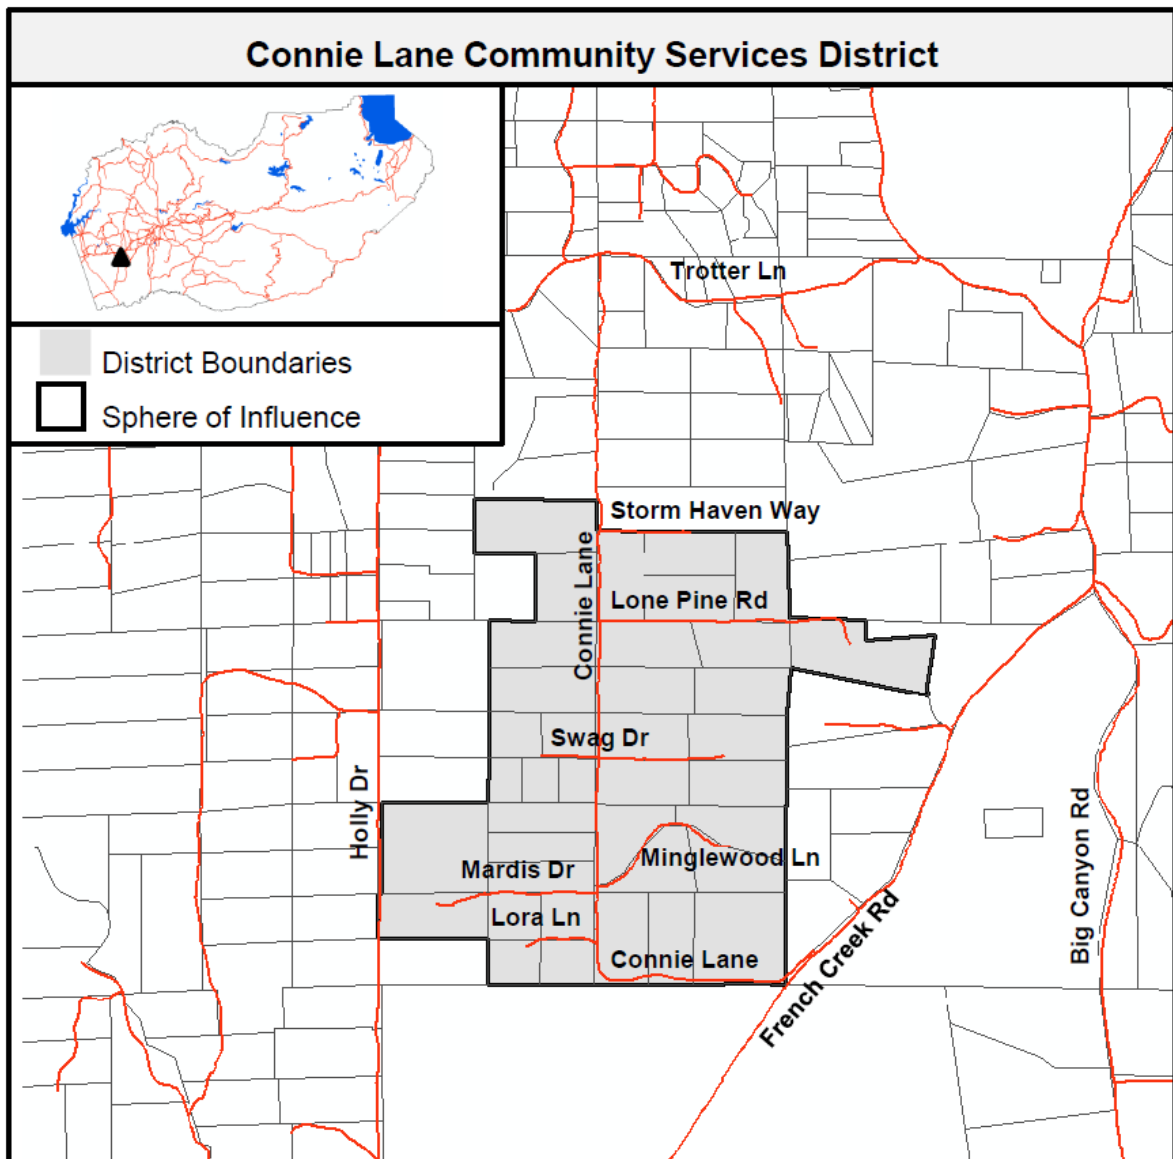 Connie Lane Community Services District
District Boundaries
Sphere of Influence
Trotter Ln
Storm Haven Way
Connie Lane
Lone Pine Rd
Swag Dr
Holly Dr
Minglewood Ln
Mardis Dr
Lora Ln
Connie Lane
French Creek Rd
Big Canyon Rd